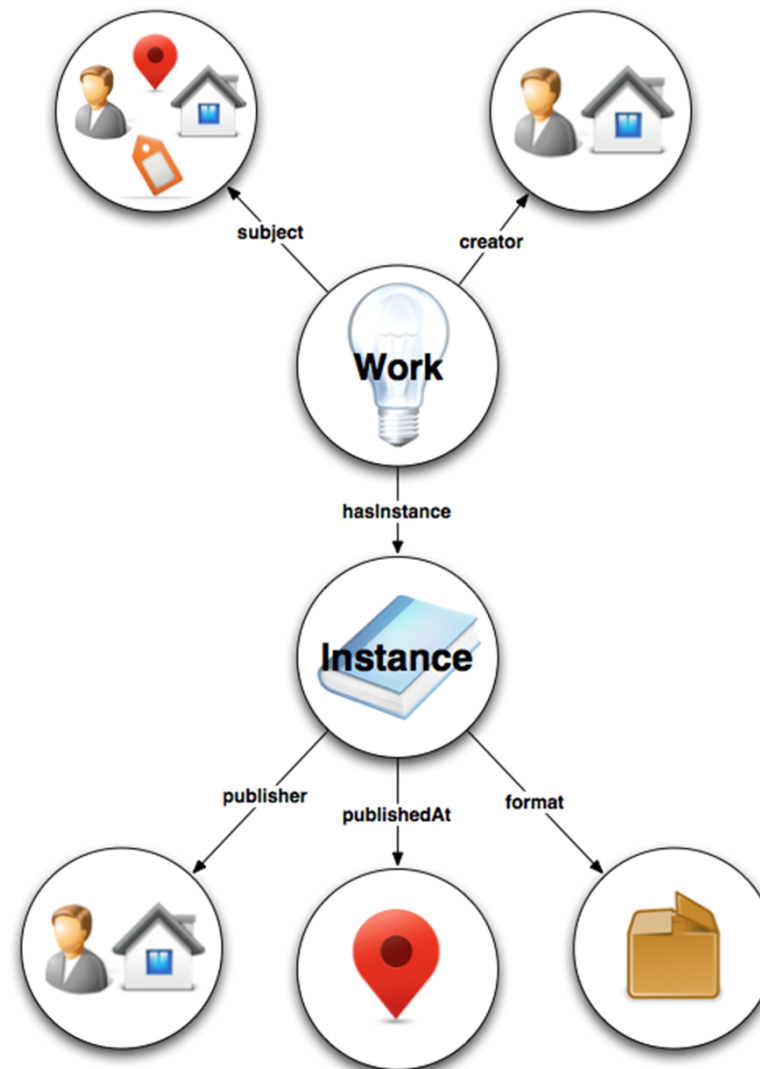 subject
creator
Work
hasInstance
Instance
publisher
publishedAt
format